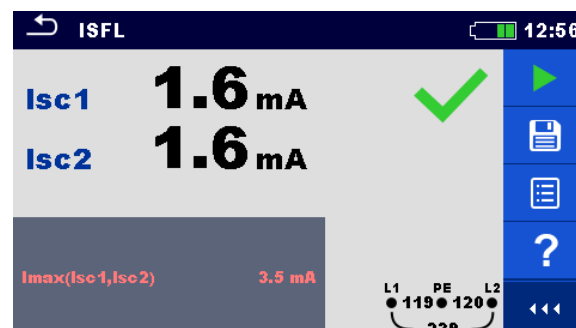 ISFL 12:56
Isc1 1.6 mA
Isc2 1.6 mA
?
Imax(Isc1,Isc2) 3.5 mA
L1 PE L2
119 120